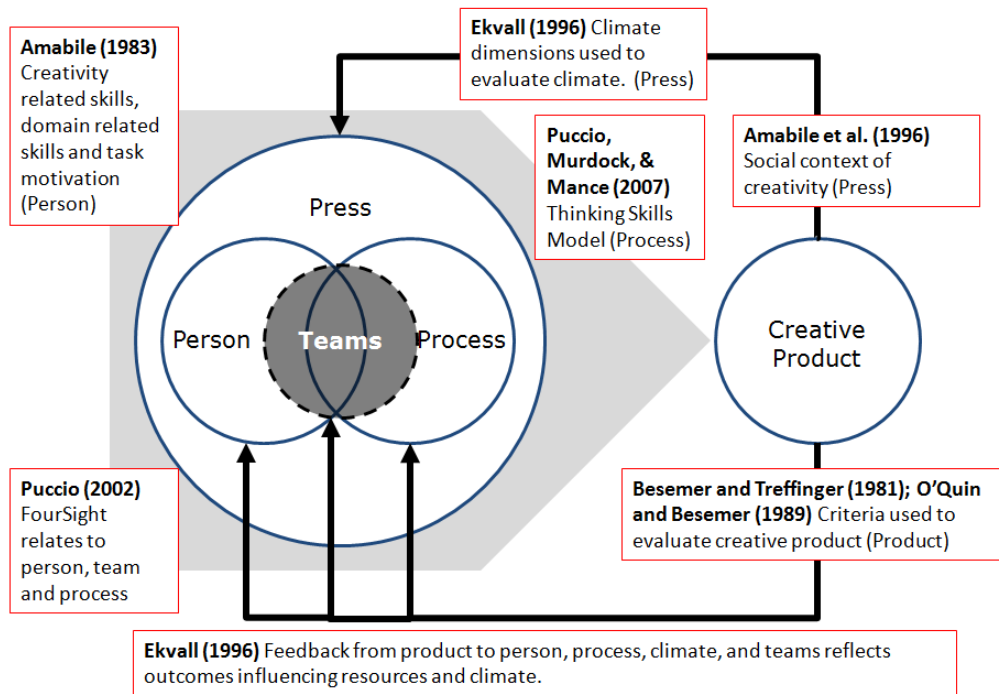 Amabile (1983)
Creativity
related skills,
domain related
skills and task
motivation
(Person)
Ekvall (1996) Climate
dimensions used to
evaluate climate. (Press)
Puccio,
Murdock, &
Mance (2007)
Thinking Skills
Model (Process)
Amabile et al. (1996)
Social context of
creativity (Press)
Press
Person
Teams
Process
Creative
Product
Puccio (2002)
FourSight
relates to
person, team
and process
Besemer and Treffinger (1981); O’Quin
and Besemer (1989) Criteria used to
evaluate creative product (Product)
Ekvall (1996) Feedback from product to person, process, climate, and teams reflects
outcomes influencing resources and climate.